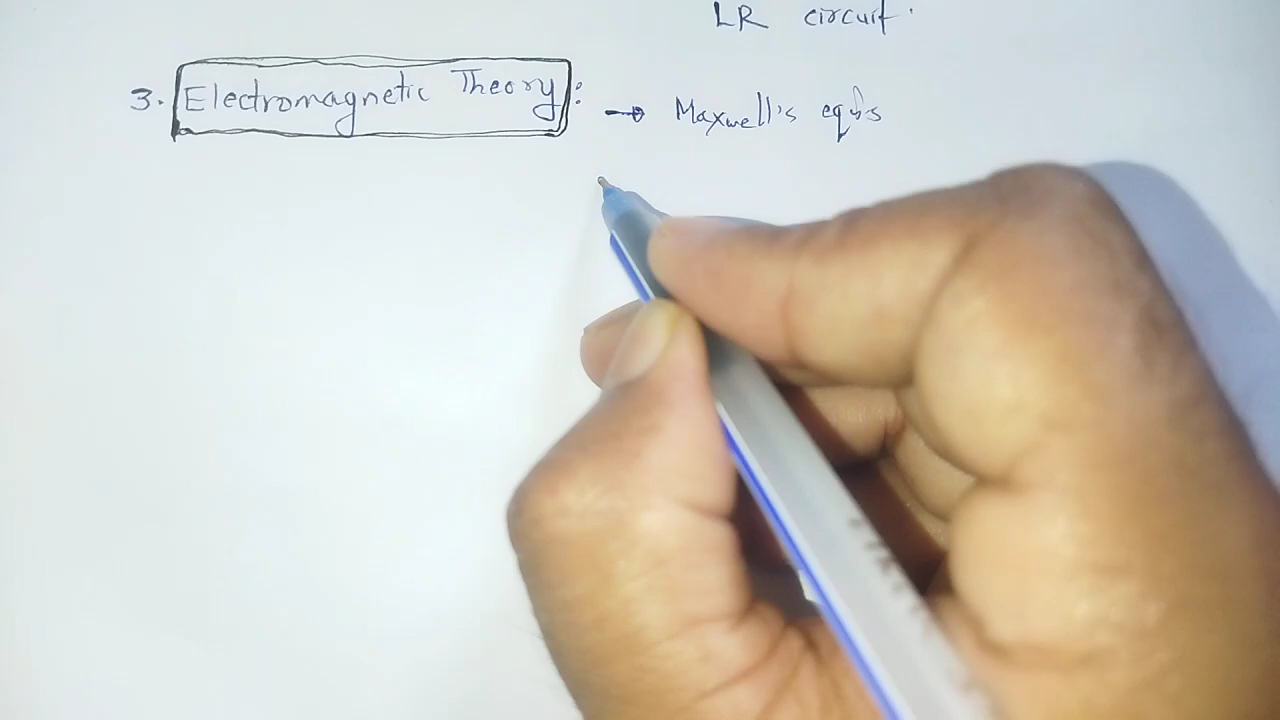 LR circuit.
3. Electromagnetic Theory: → Maxwell's eqns